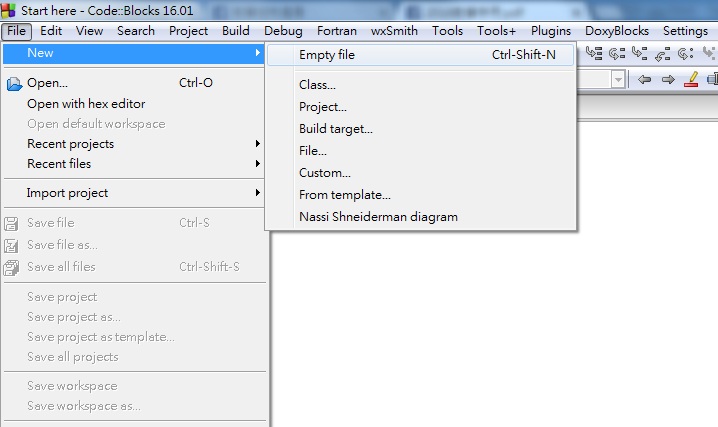 Start here - Code::Blocks 16.01
File Edit View Search Project Build Debug Fortran wxSmith Tools Tools+ Plugins DoxyBlocks Settings
New
Empty file Ctrl-Shift-N
Class...
Project...
Build target...
File...
Custom...
From template...
Nassi Shneiderman diagram
Open... Ctrl-O
Open with hex editor
Open default workspace
Recent projects
Recent files
Import project
Save file Ctrl-S
Save file as...
Save all files Ctrl-Shift-S
Save project
Save project as...
Save project as template...
Save all projects
Save workspace
Save workspace as...